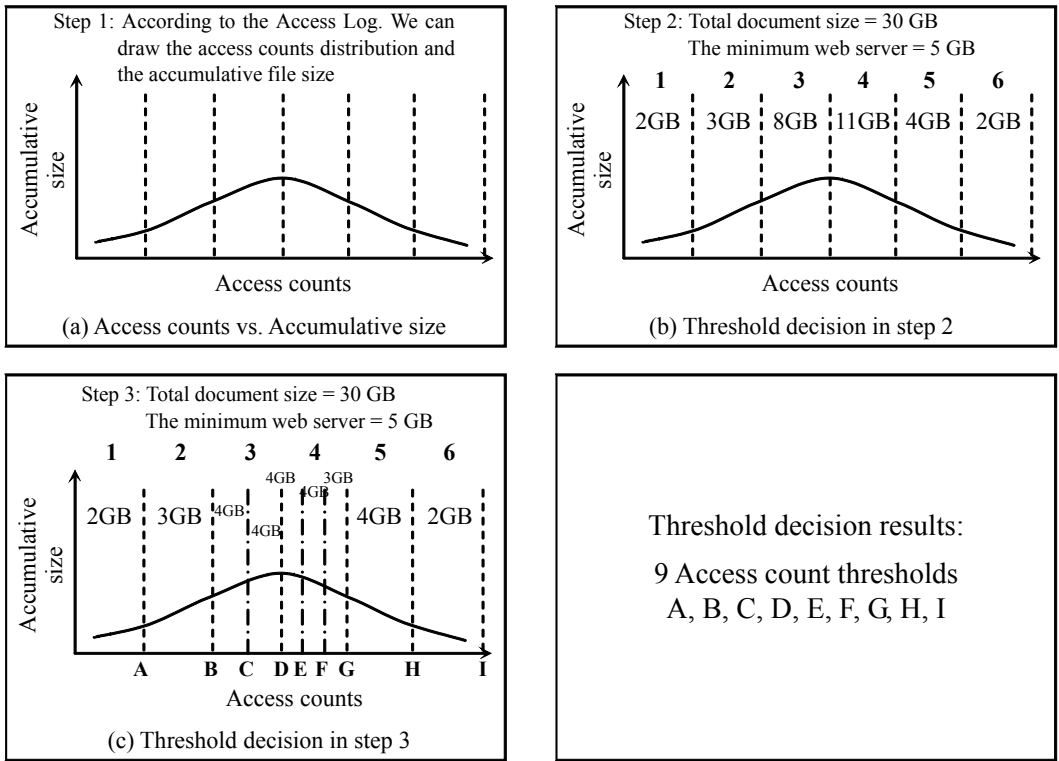 Step 1: According to the Access Log. We can
draw the access counts distribution and
the accumulative file size
Accumulative
size
Access counts
(a) Access counts vs. Accumulative size
Step 2: Total document size = 30 GB
The minimum web server = 5 GB
1 2 3 4 5 6
2GB 3GB 8GB 11GB 4GB 2GB
Accumulative
size
Access counts
(b) Threshold decision in step 2
Step 3: Total document size = 30 GB
The minimum web server = 5 GB
1 2 3 4 5 6
4GB 4GB 3GB
2GB 3GB 4GB 4GB 4GB 2GB
Accumulative
size
A B C D E F G H I
Access counts
(c) Threshold decision in step 3
Threshold decision results:
9 Access count thresholds
A, B, C, D, E, F, G, H, I